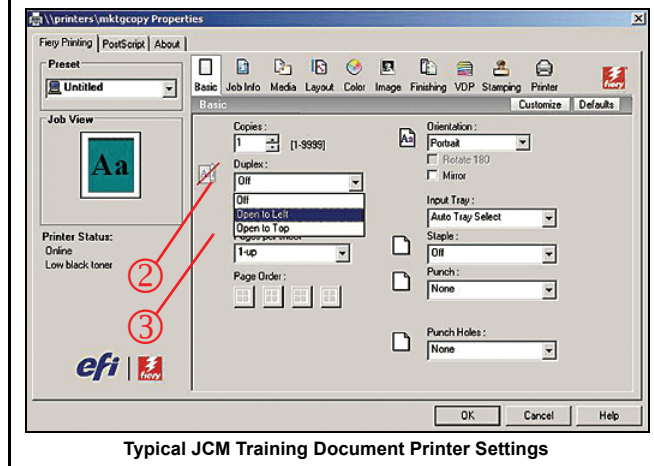 \\printers\mktgcopy Properties
Fiery Printing PostScript About
Preset
Untitled
Basic Job Info Media Layout Color Image Finishing VDP Stamping Printer
fiery
Basic
Customize Defaults
Job View
Aa
Printer Status:
Online
Low black toner
Copies :
1 [1-9999]
Duplex :
Off
Off
Open to Left
Open to Top
1-up
Page Order :
Orientation :
Portrait
Rotate 180
Mirror
Input Tray :
Auto Tray Select
Staple :
Off
Punch :
None
Punch Holes :
None
2
3
efi fiery
OK Cancel Help
Typical JCM Training Document Printer Settings